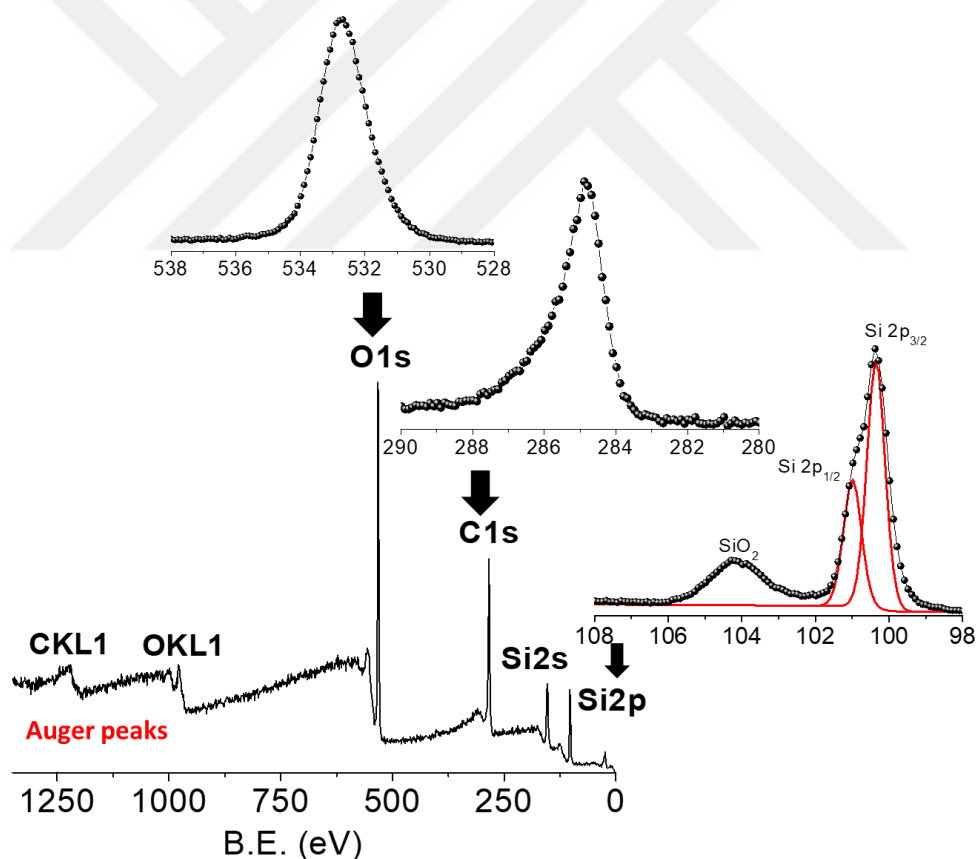 538 536 534 532 530 528
O1s
290 288 286 284 282 280
C1s
Si 2p3/2
Si 2p1/2
SiO2
108 106 104 102 100 98
CKL1
OKL1
Si2s
Si2p
Auger peaks
1250 1000 750 500 250 0
B.E. (eV)